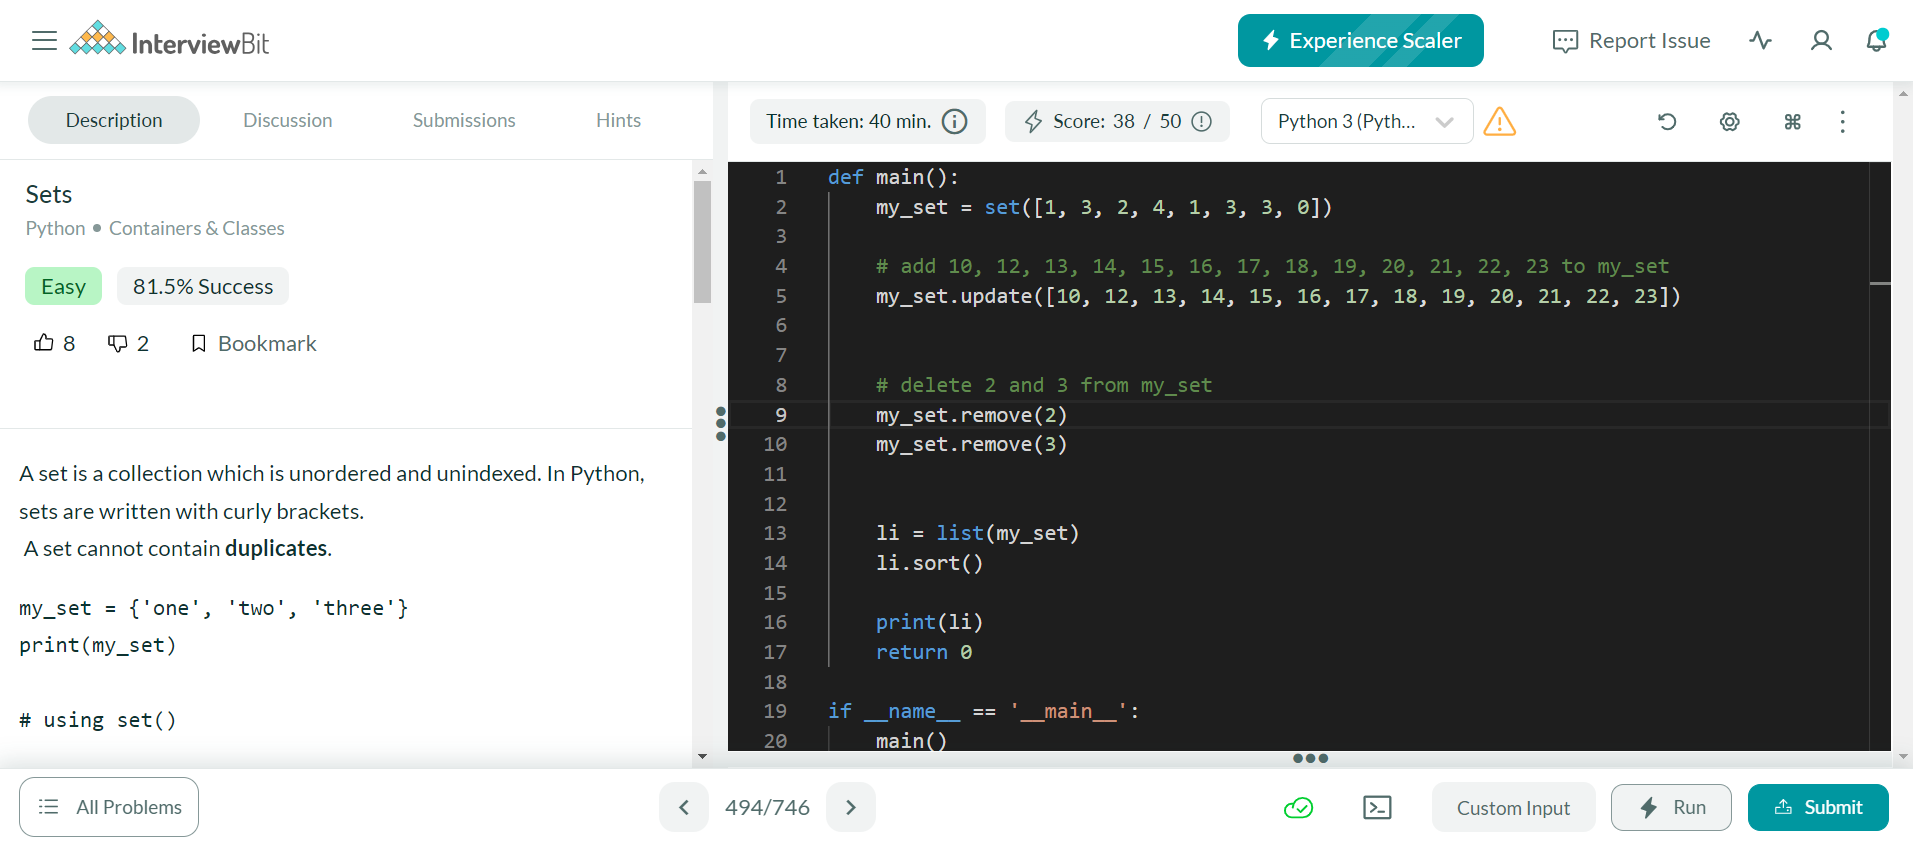 InterviewBit
Experience Scaler
Report Issue
Description
Discussion
Submissions
Hints
Time taken: 40 min.
Score: 38 / 50
Python 3 (Pyth...
Sets
Python • Containers & Classes
Easy
81.5% Success
8
2
Bookmark
A set is a collection which is unordered and unindexed. In Python,
sets are written with curly brackets.
A set cannot contain duplicates.
my_set = {'one', 'two', 'three'}
print(my_set)
# using set()
1 def main():
2 my_set = set([1, 3, 2, 4, 1, 3, 3, 0])
3
4 # add 10, 12, 13, 14, 15, 16, 17, 18, 19, 20, 21, 22, 23 to my_set
5 my_set.update([10, 12, 13, 14, 15, 16, 17, 18, 19, 20, 21, 22, 23])
6
7
8 # delete 2 and 3 from my_set
9 my_set.remove(2)
10 my_set.remove(3)
11
12
13 li = list(my_set)
14 li.sort()
15
16 print(li)
17 return 0
18
19 if __name__ == '__main__':
20 main()
All Problems
494/746
Custom Input
Run
Submit